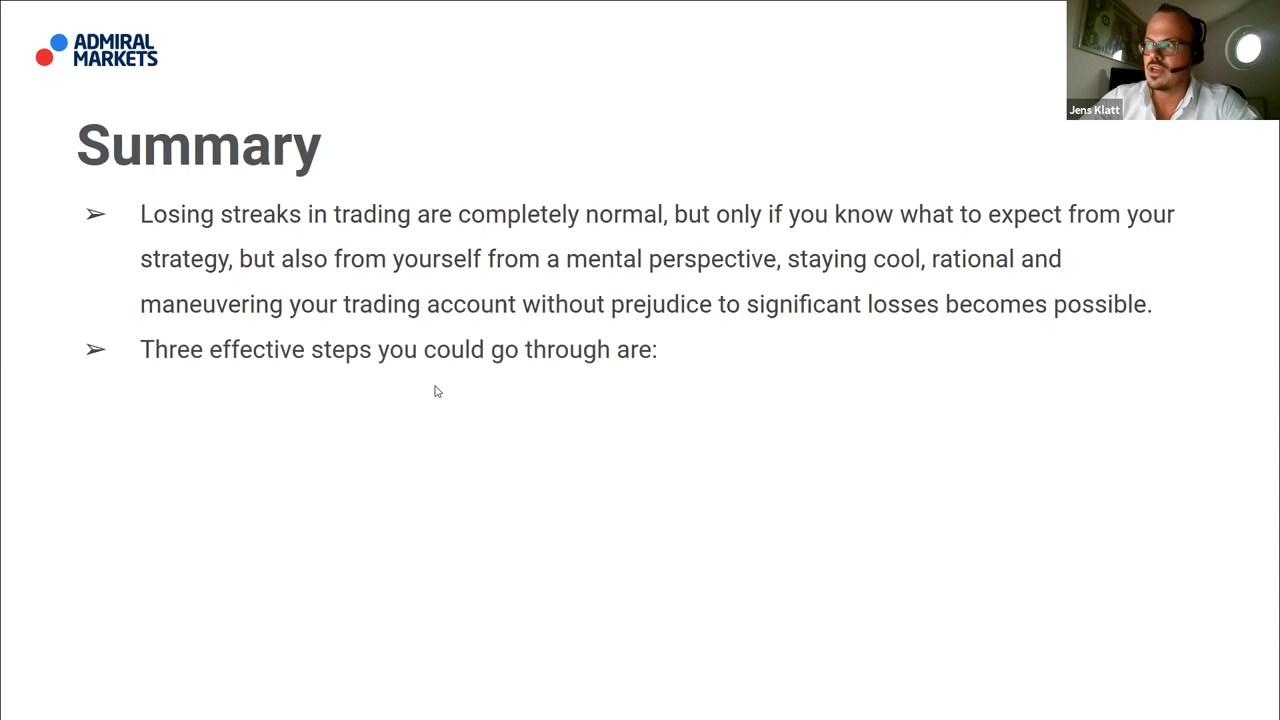 ADMIRAL
MARKETS
Jens Klatt
Summary
➢ Losing streaks in trading are completely normal, but only if you know what to expect from your
strategy, but also from yourself from a mental perspective, staying cool, rational and
maneuvering your trading account without prejudice to significant losses becomes possible.
➢ Three effective steps you could go through are: